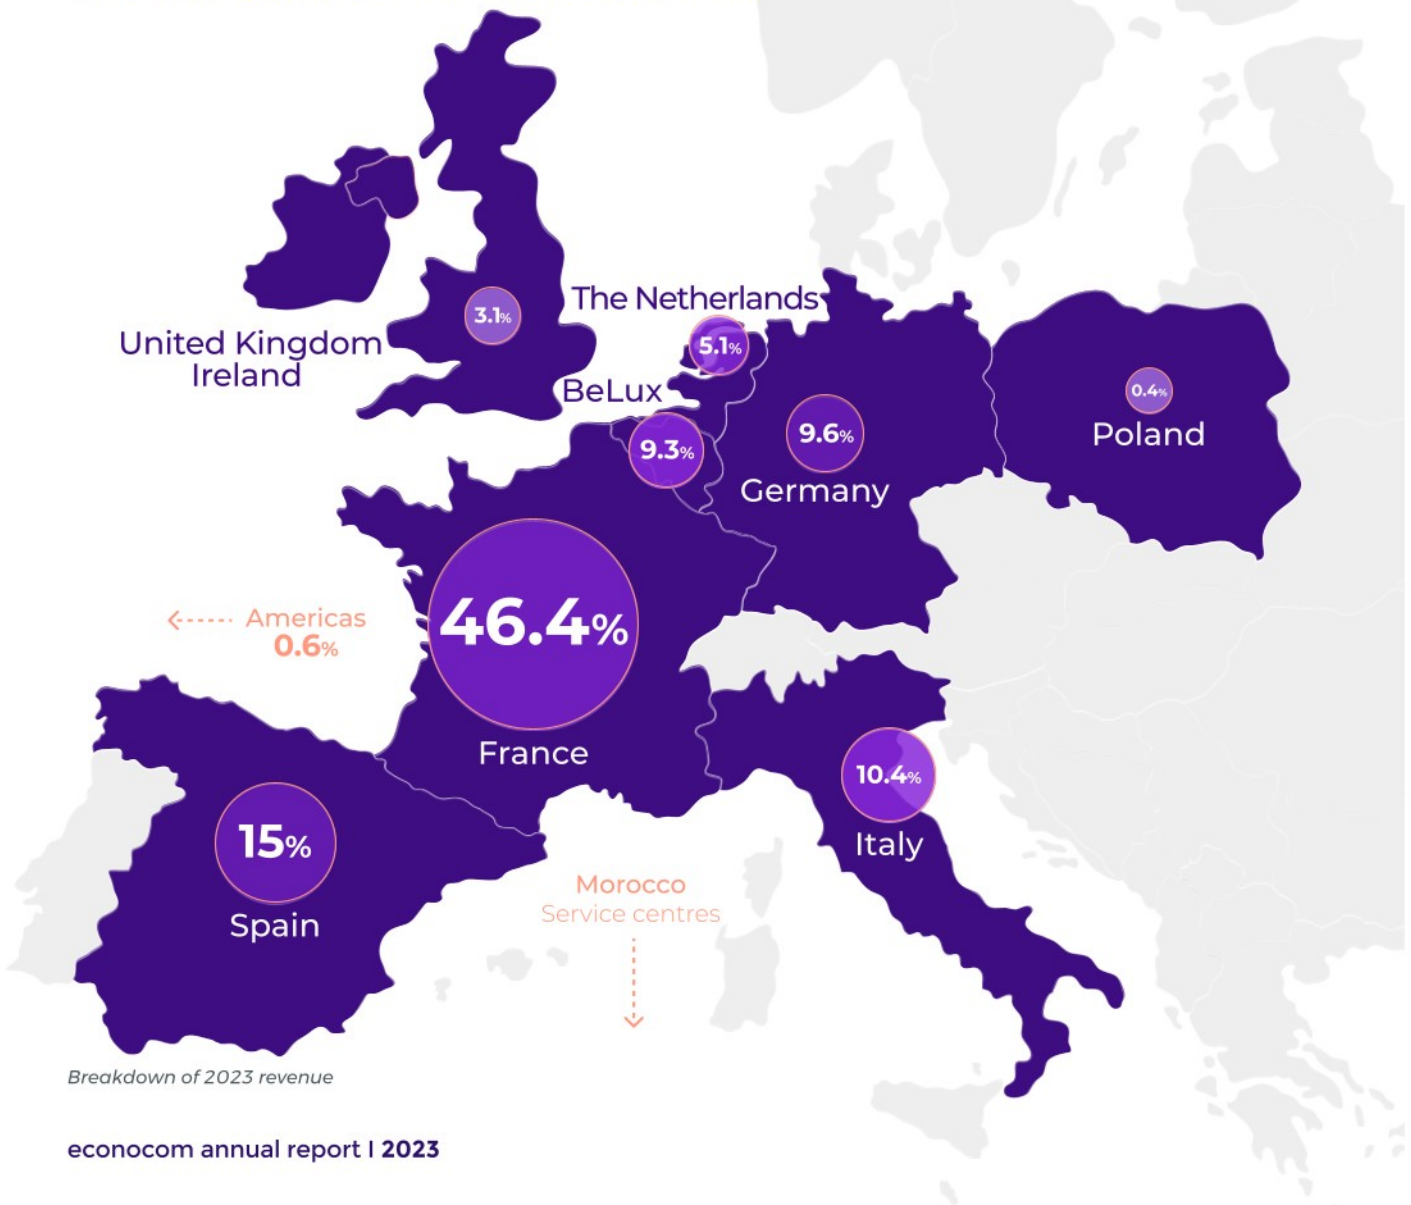 The Netherlands
3.1%
United Kingdom
Ireland
5.1%
BeLux
0.4%
9.3%
9.6%
Poland
Germany
46.4%
Americas
0.6%
France
10.4%
15%
Italy
Morocco
Service centres
Spain
Breakdown of 2023 revenue
econocom annual report I 2023